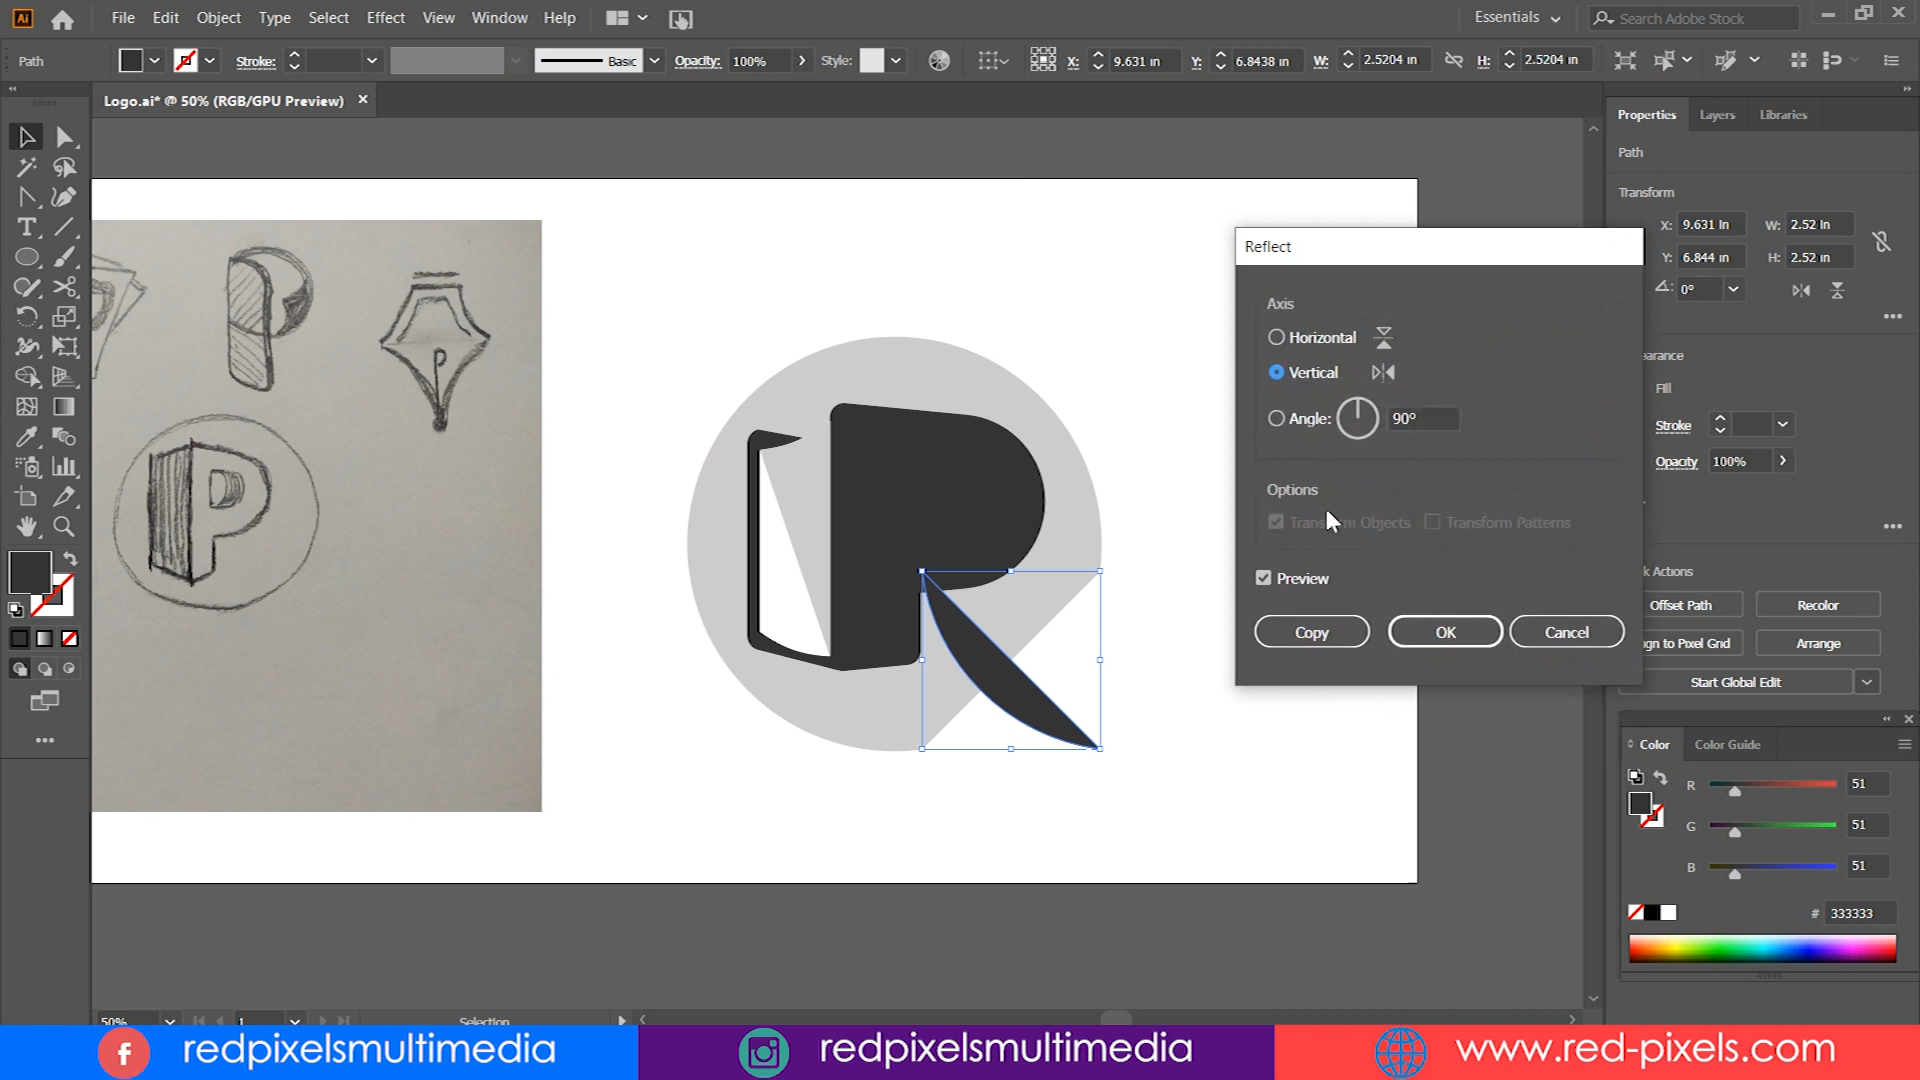 Ai File Edit Object Type Select Effect View Window Help Essentials Search Adobe Stock
Path Stroke: Basic Opacity: 100% Style: X: 9.631 in Y: 6.8438 in W: 2.5204 in H: 2.5204 in
Logo.ai* @ 50% (RGB/GPU Preview)
Properties Layers Libraries
Path
Transform
X: 9.631 in W: 2.52 in
Y: 6.844 in H: 2.52 in
0°
Reflect
Axis
Horizontal
Vertical
Angle: 90°
Options
Transform Objects Transform Patterns
Preview
Copy OK Cancel
earance
Fill
Stroke
Opacity 100%
k Actions
Offset Path Recolor
gn to Pixel Grid Arrange
Start Global Edit
Color Color Guide
R 51
G 51
B 51
# 333333
P
P
P
50% 1 Selection
redpixelsmultimedia redpixelsmultimedia www.red-pixels.com